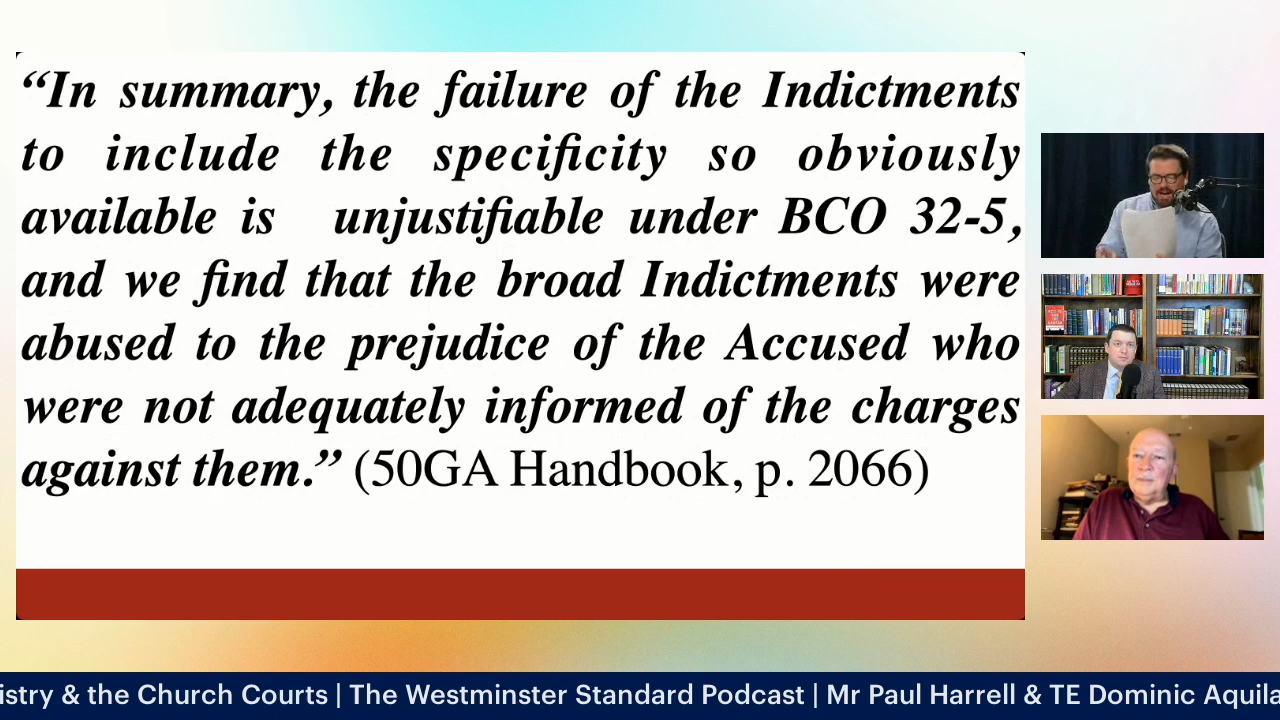 “In summary, the failure of the Indictments
to include the specificity so obviously
available is unjustifiable under BCO 32-5,
and we find that the broad Indictments were
abused to the prejudice of the Accused who
were not adequately informed of the charges
against them.” (50GA Handbook, p. 2066)
istry & the Church Courts | The Westminster Standard Podcast | Mr Paul Harrell & TE Dominic Aquila